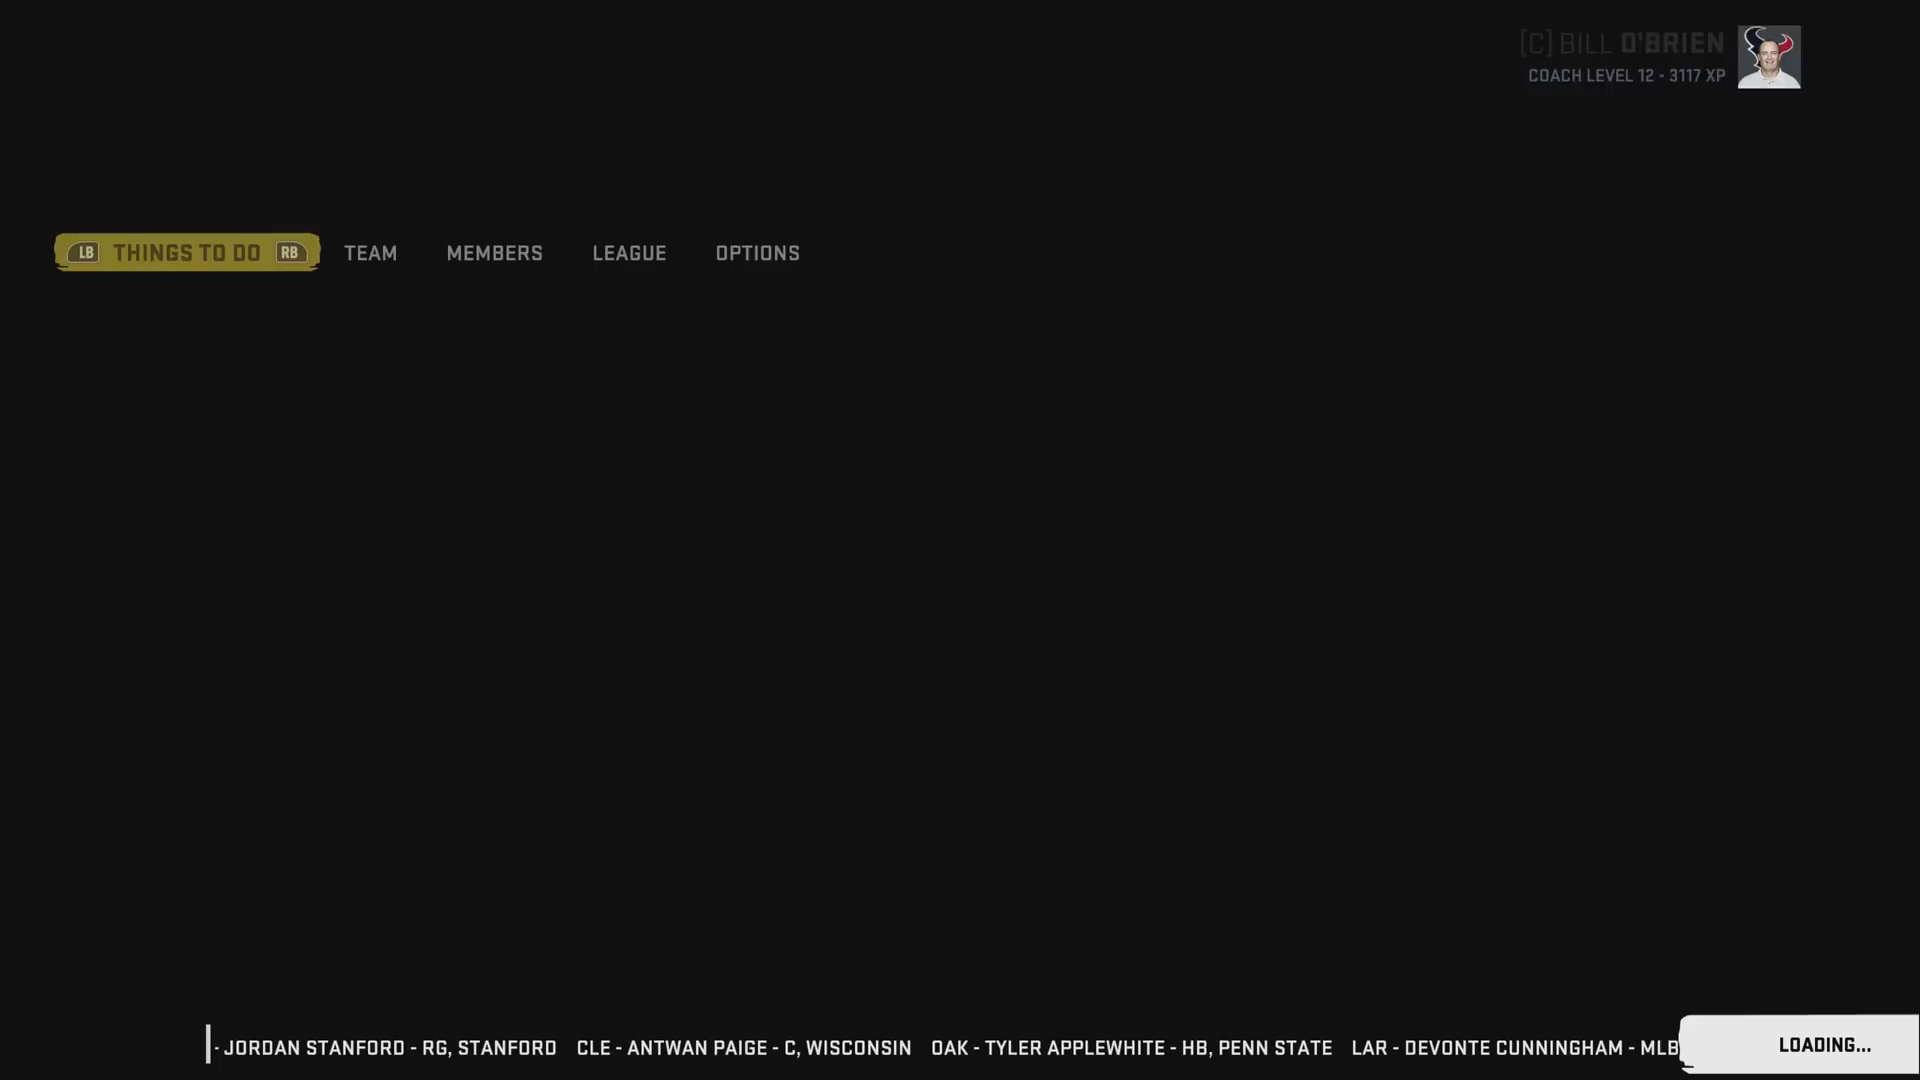 [C] BILL O'BRIEN
COACH LEVEL 12 - 3117 XP
LB THINGS TO DO RB TEAM MEMBERS LEAGUE OPTIONS
- JORDAN STANFORD - RG, STANFORD CLE - ANTWAN PAIGE - C, WISCONSIN OAK - TYLER APPLEWHITE - HB, PENN STATE LAR - DEVONTE CUNNINGHAM - MLB
LOADING...